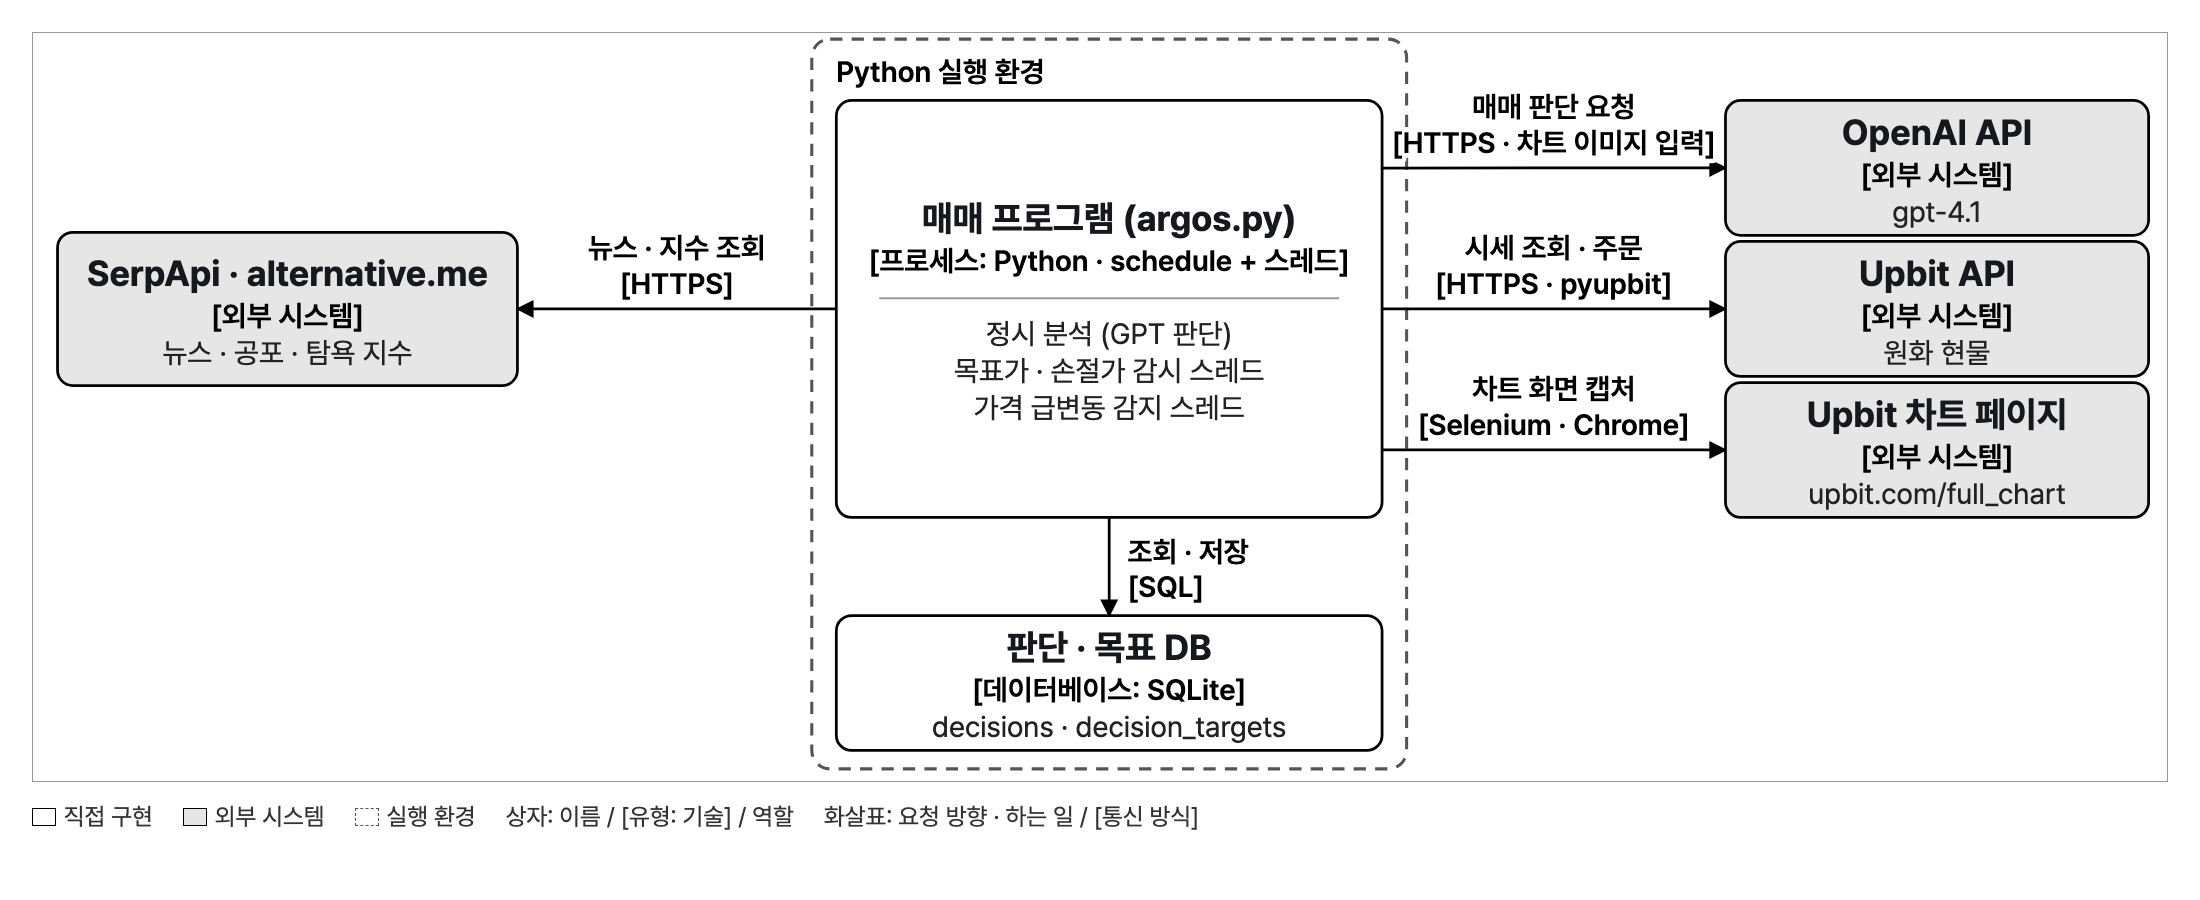 Python 실행 환경
매매 프로그램 (argos.py)
[프로세스: Python · schedule + 스레드]
정시 분석 (GPT 판단)
목표가 · 손절가 감시 스레드
가격 급변동 감지 스레드
뉴스 · 지수 조회
[HTTPS]
SerpApi · alternative.me
[외부 시스템]
뉴스 · 공포 · 탐욕 지수
매매 판단 요청
[HTTPS · 차트 이미지 입력]
OpenAI API
[외부 시스템]
gpt-4.1
시세 조회 · 주문
[HTTPS · pyupbit]
Upbit API
[외부 시스템]
원화 현물
차트 화면 캡처
[Selenium · Chrome]
Upbit 차트 페이지
[외부 시스템]
upbit.com/full_chart
조회 · 저장
[SQL]
판단 · 목표 DB
[데이터베이스: SQLite]
decisions · decision_targets
직접 구현 외부 시스템 실행 환경 상자: 이름 / [유형: 기술] / 역할 화살표: 요청 방향 · 하는 일 / [통신 방식]